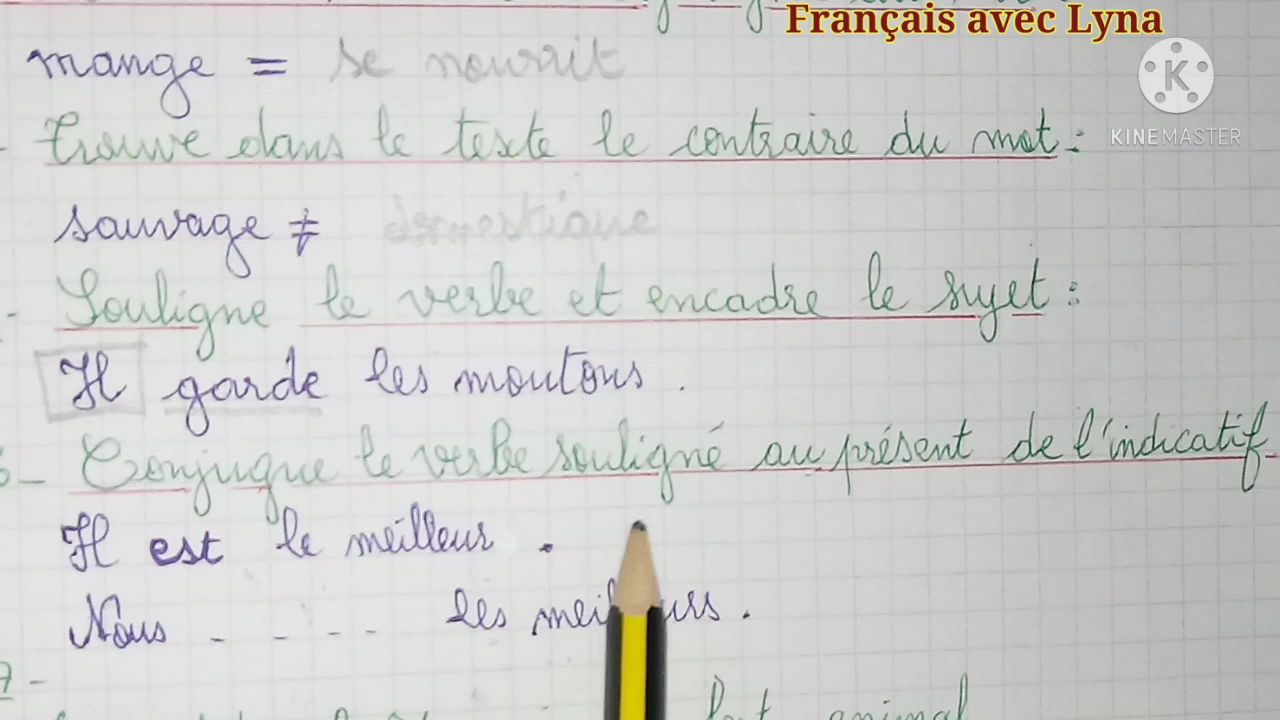 Français avec Lyna
mange = se nourrit
KINEMASTER
- Trouve dans le texte le contraire du mot :
sauvage ≠ domestique
- Souligne le verbe et encadre le sujet :
Il garde les moutons .
- Conjugue le verbe souligné au présent de l'indicatif
Il est le meilleur .
Nous - - - - les meilleurs .
7 -
animal